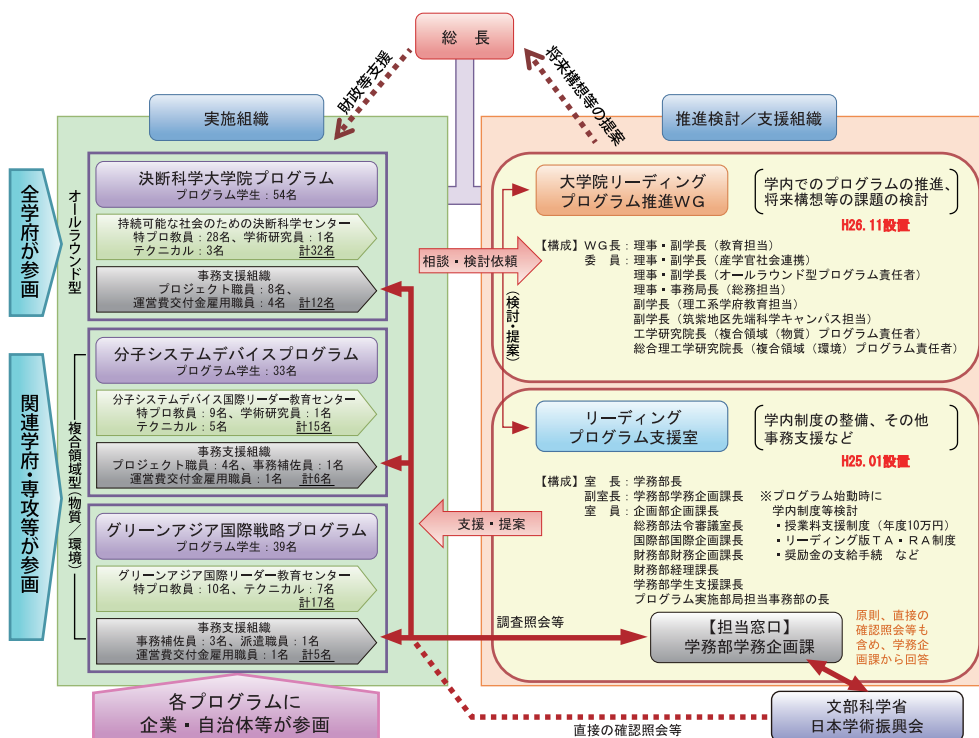 総 長
財政等支援
将来構想等の提案
実施組織
推進検討／支援組織
全学府が参画
オールラウンド型
決断科学大学院プログラム
プログラム学生：54名
持続可能な社会のための決断科学センター
特プロ教員：28名、学術研究員：1名
テクニカル：3名 計32名
事務支援組織
プロジェクト職員：8名、
運営費交付金雇用職員：4名 計12名
関連学府・専攻等が参画
複合領域型（物質／環境）
分子システムデバイスプログラム
プログラム学生：33名
分子システムデバイス国際リーダー教育センター
特プロ教員：9名、学術研究員：1名
テクニカル：5名 計15名
事務支援組織
プロジェクト職員：4名、事務補佐員：1名
運営費交付金雇用職員：1名 計6名
グリーンアジア国際戦略プログラム
プログラム学生：39名
グリーンアジア国際リーダー教育センター
特プロ教員：10名、テクニカル：7名
計17名
事務支援組織
事務補佐員：3名、派遣職員：1名
運営費交付金雇用職員：1名 計5名
各プログラムに
企業・自治体等が参画
相談・検討依頼
（検討・提案）
支援・提案
調査照会等
直接の確認照会等
大学院リーディング
プログラム推進WG
学内でのプログラムの推進、
将来構想等の課題の検討
H26.11設置
【構成】WG長：理事・副学長（教育担当）
委 員：理事・副学長（産学官社会連携）
理事・副学長（オールラウンド型プログラム責任者）
理事・事務局長（総務担当）
副学長（理工系学府教育担当）
副学長（筑紫地区先端科学キャンパス担当）
工学研究院長（複合領域（物質）プログラム責任者）
総合理工学研究院長（複合領域（環境）プログラム責任者）
リーディング
プログラム支援室
学内制度の整備、その他
事務支援など
H25.01設置
【構成】室 長：学務部長
副室長：学務部学務企画課長
室 員：企画部企画課長
総務部法令審議室長
国際部国際企画課長
財務部財務企画課長
財務部経理課長
学務部学生支援課長
プログラム実施部局担当事務部の長
※プログラム始動時に
学内制度等検討
・授業料支援制度（年度10万円）
・リーディング版TA・RA制度
・奨励金の支給手続 など
【担当窓口】
学務部学務企画課
原則、直接の
確認照会等も
含め、学務企
画課から回答
文部科学省
日本学術振興会